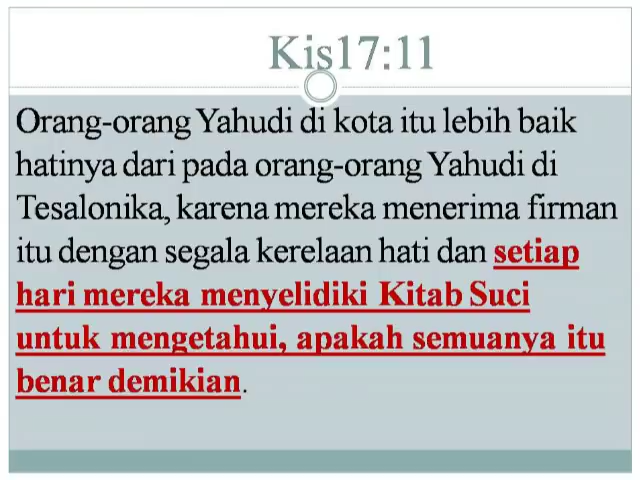 Kis17:11
Orang-orang Yahudi di kota itu lebih baik
hatinya dari pada orang-orang Yahudi di
Tesalonika, karena mereka menerima firman
itu dengan segala kerelaan hati dan setiap
hari mereka menyelidiki Kitab Suci
untuk mengetahui, apakah semuanya itu
benar demikian.